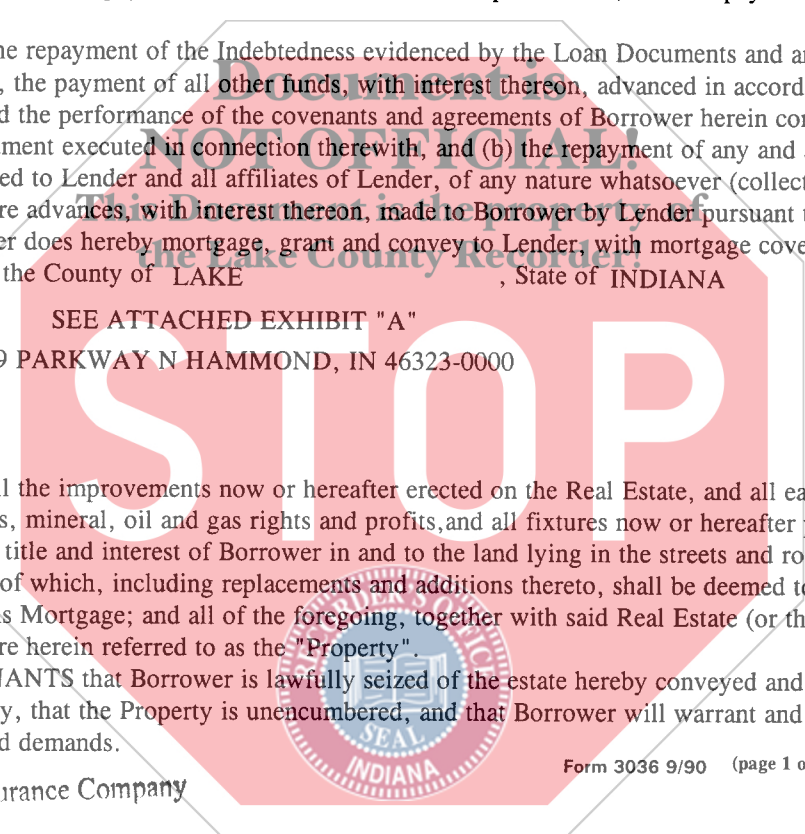 he repayment of the Indebtedness evidenced by the Loan Documents and
, the payment of all other funds, with interest thereon, advanced in accord
d the performance of the covenants and agreements of Borrower herein con
ment executed in connection therewith, and (b) the repayment of any and
ed to Lender and all affiliates of Lender, of any nature whatsoever (collect
re advances, with interest thereon, made to Borrower by Lender pursuant
er does hereby mortgage, grant and convey to Lender, with mortgage cove
the County of LAKE , State of INDIANA
Document is
NOT OFFICIAL!
This Document is the property of
the Lake County Recorder!
SEE ATTACHED EXHIBIT "A"
9 PARKWAY N HAMMOND, IN 46323-0000
STOP
l the improvements now or hereafter erected on the Real Estate, and all ea
s, mineral, oil and gas rights and profits,and all fixtures now or hereafter
title and interest of Borrower in and to the land lying in the streets and ro
of which, including replacements and additions thereto, shall be deemed to
s Mortgage; and all of the foregoing, together with said Real Estate (or th
re herein referred to as the "Property".
NANTS that Borrower is lawfully seized of the estate hereby conveyed and
y, that the Property is unencumbered, and that Borrower will warrant and
d demands.
RECORDER'S OFFICE
SEAL
INDIANA
Form 3036 9/90 (page 1 o
urance Company